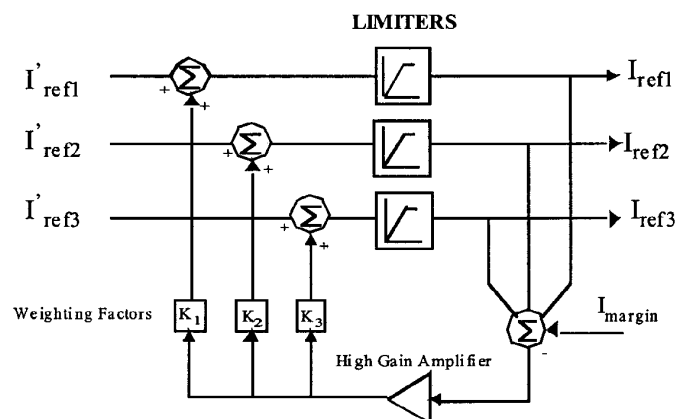 LIMITERS
I'ref1 + Σ + Iref1
I'ref2 + Σ + Iref2
I'ref3 + Σ + Iref3
Weighting Factors K1 K2 K3 Σ Imargin
-
High Gain Amplifier